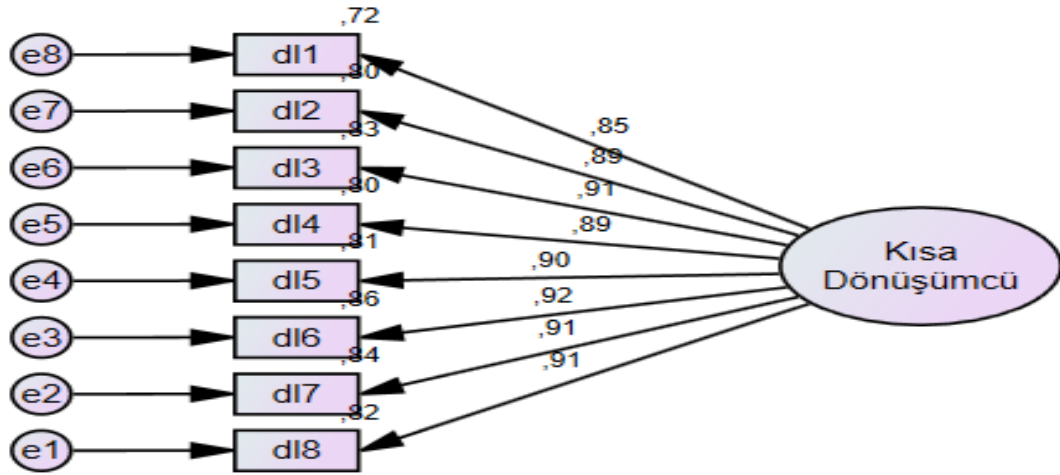 ,72
e8 dl1
,80
e7 dl2
,83
,85
e6 dl3
,89
,80
,91
e5 dl4
,89
,81
Kısa
Dönüşümcü
e4 dl5
,90
,86
,92
e3 dl6
,91
,84
,91
e2 dl7
,82
e1 dl8